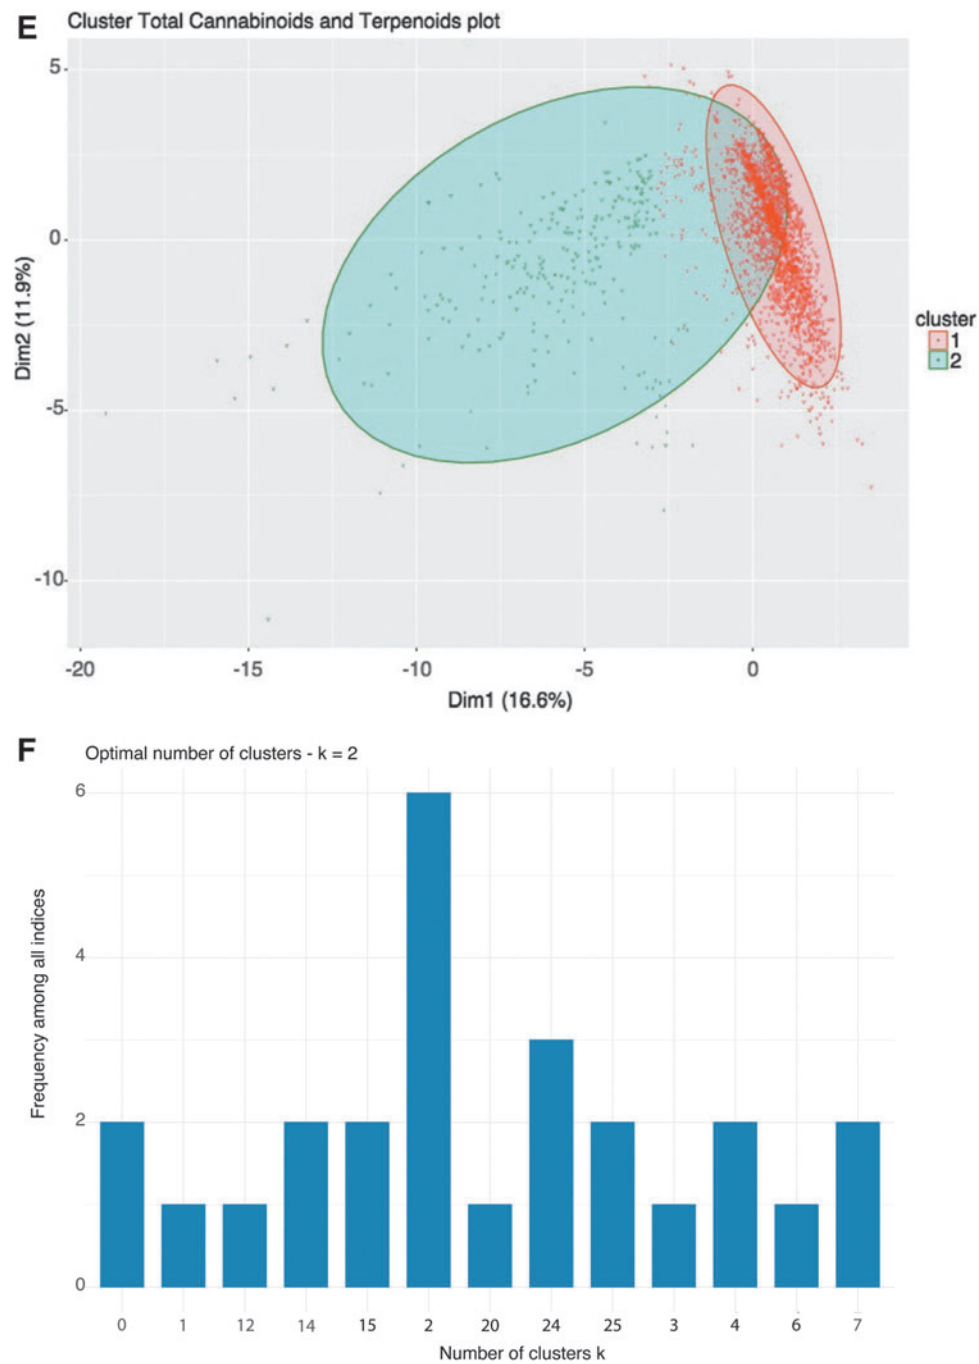 E
Cluster Total Cannabinoids and Terpenoids plot
5
0
-5
-10
Dim2 (11.9%)
-20 -15 -10 -5 0
Dim1 (16.6%)
cluster
1
2
F
Optimal number of clusters - k = 2
6
4
2
0
Frequency among all indices
0 1 12 14 15 2 20 24 25 3 4 6 7
Number of clusters k